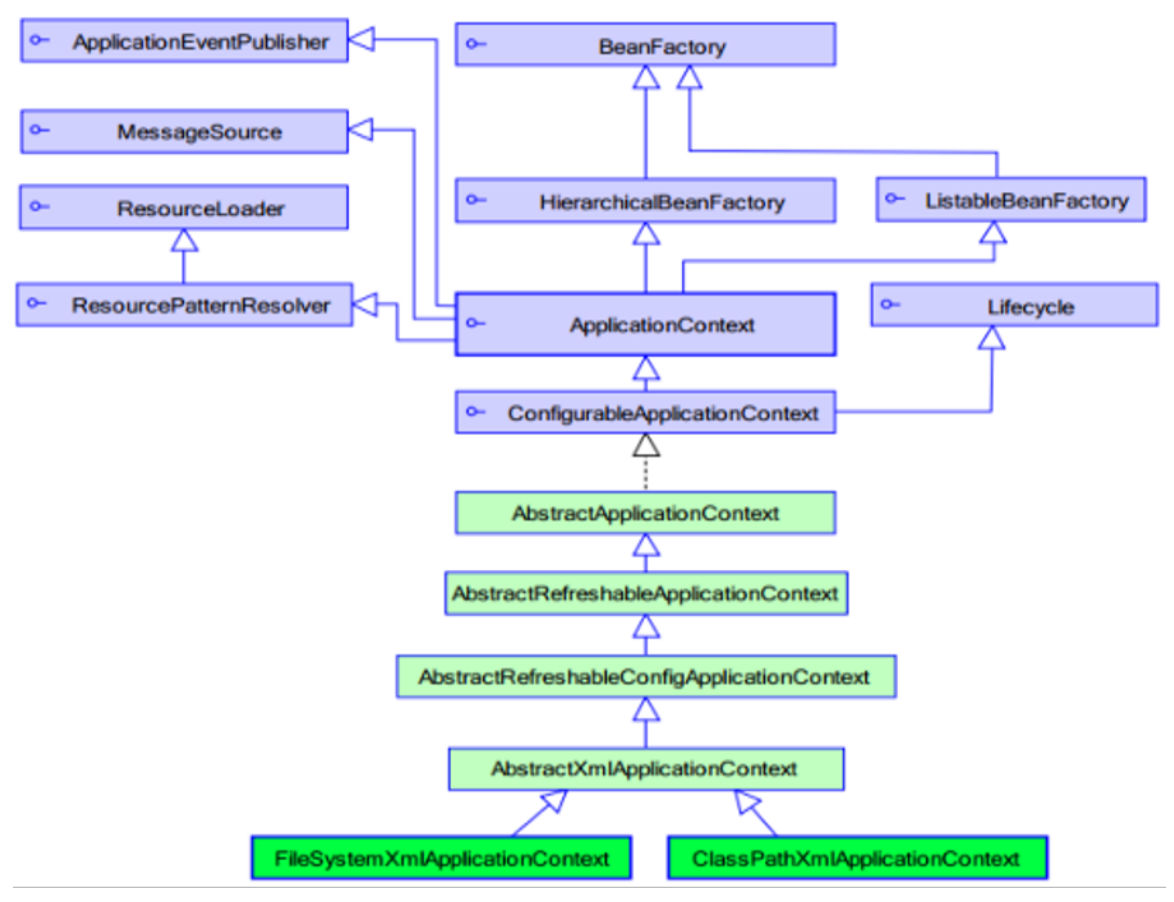 ApplicationEventPublisher
BeanFactory
MessageSource
HierarchicalBeanFactory
ListableBeanFactory
ResourceLoader
ResourcePatternResolver
ApplicationContext
Lifecycle
ConfigurableApplicationContext
AbstractApplicationContext
AbstractRefreshableApplicationContext
AbstractRefreshableConfigApplicationContext
AbstractXmlApplicationContext
FileSystemXmlApplicationContext
ClassPathXmlApplicationContext